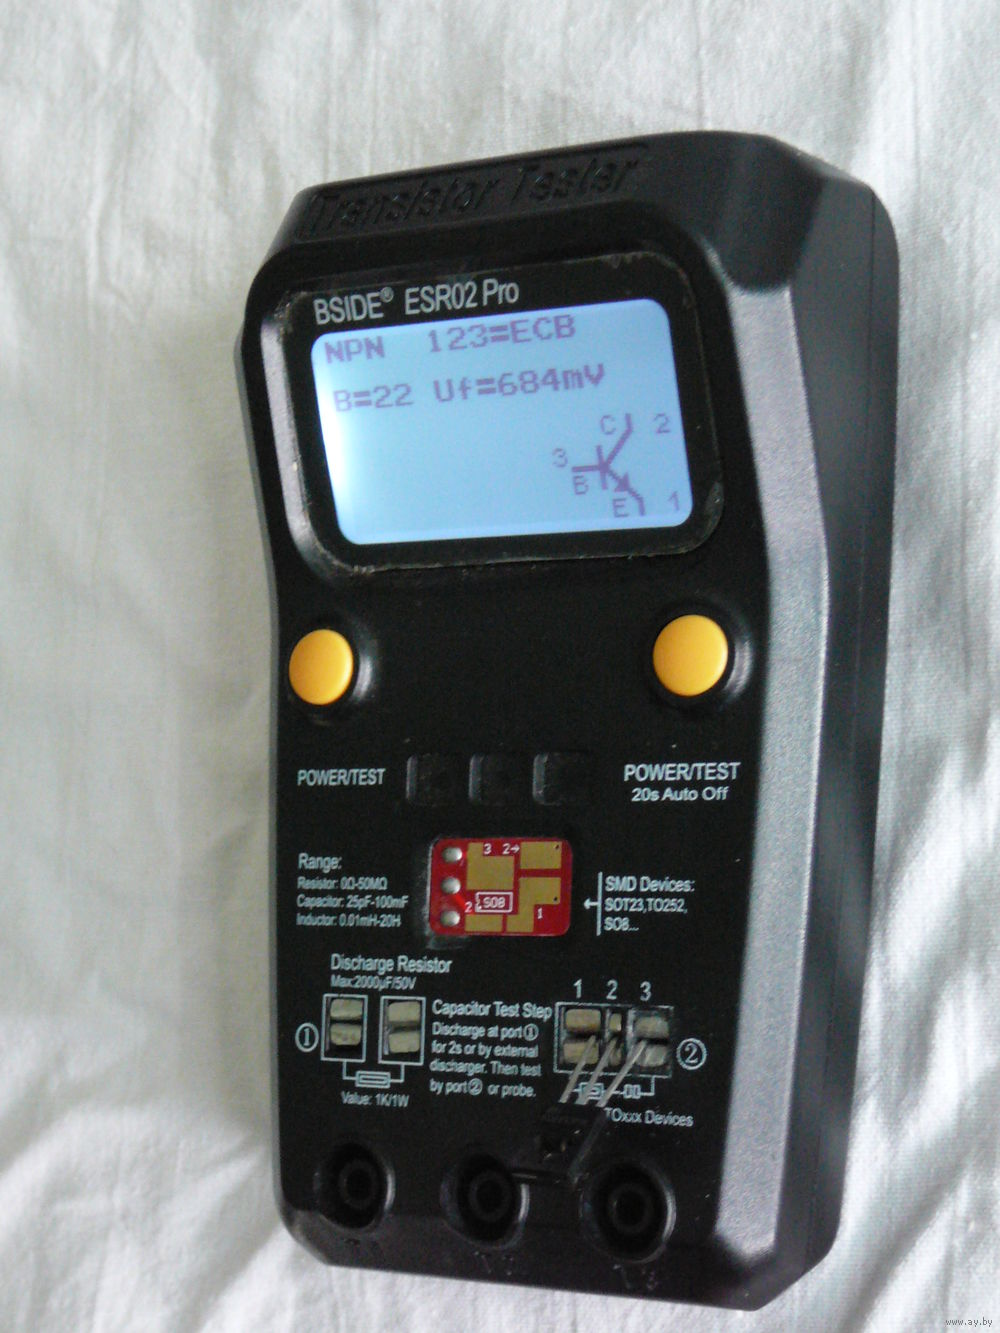 Transistor Tester
BSIDE® ESR02 Pro
NPN 123=ECB
B=22 Uf=684mV
C 2
3
B
E 1
POWER/TEST
POWER/TEST
20s Auto Off
Range:
Resistor: 0Ω-50MΩ
Capacitor: 25pF-100mF
Inductor: 0.01mH-20H
3 2→
2 SO8 1
SMD Devices:
SOT23,TO252,
SO8...
Discharge Resistor
Max:2000μF/50V
①
Value: 1K/1W
Capacitor Test Step
Discharge at port①
for 2s or by external
discharger. Then test
by port② or probe.
1 2 3
②
TOxxx Devices
www.ay.by